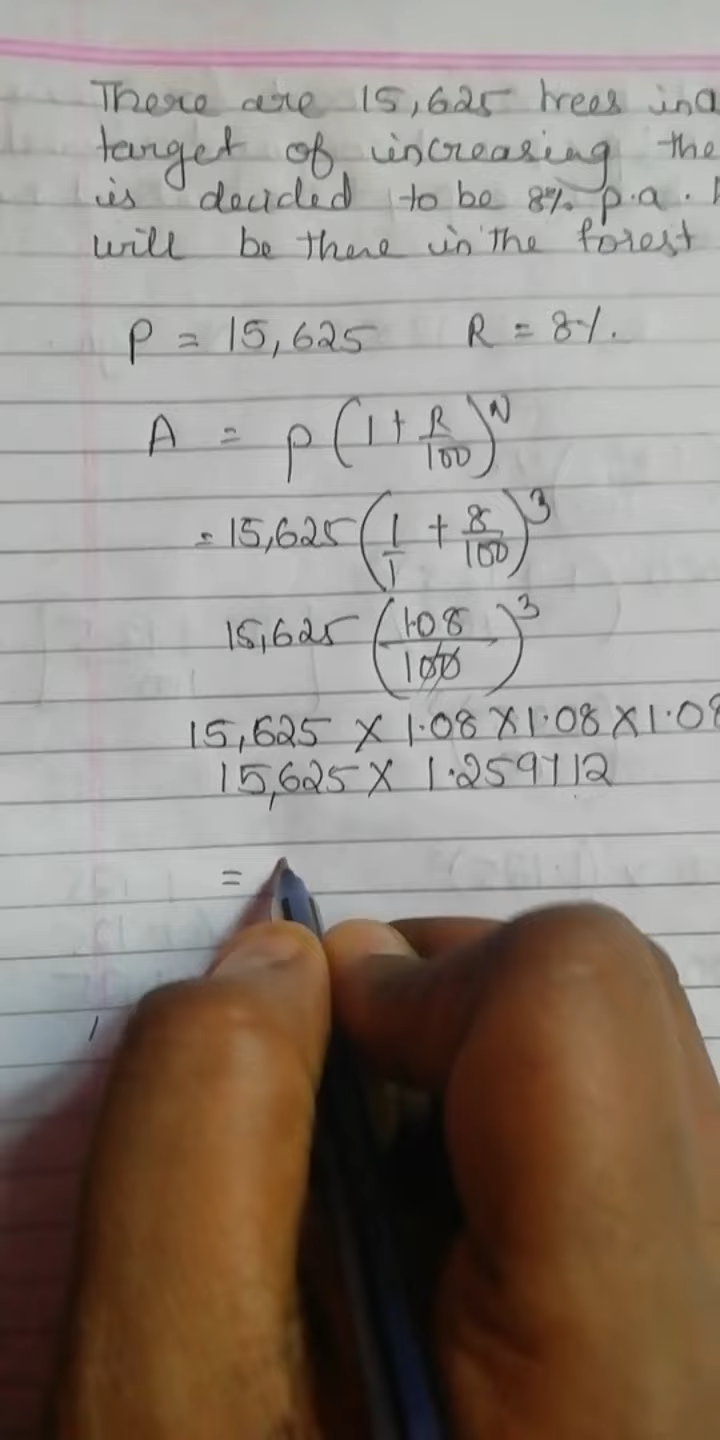 There are 15,625 trees in a
target of increasing the
is decided to be 8% p.a.
will be there in the forest
P = 15,625 R = 8%.
A = P(1+R/100)^N
= 15,625(1/1 + 8/100)^3
15,625(108/100)^3
15,625 × 1.08 × 1.08 × 1.08
15,625 × 1.259712
=